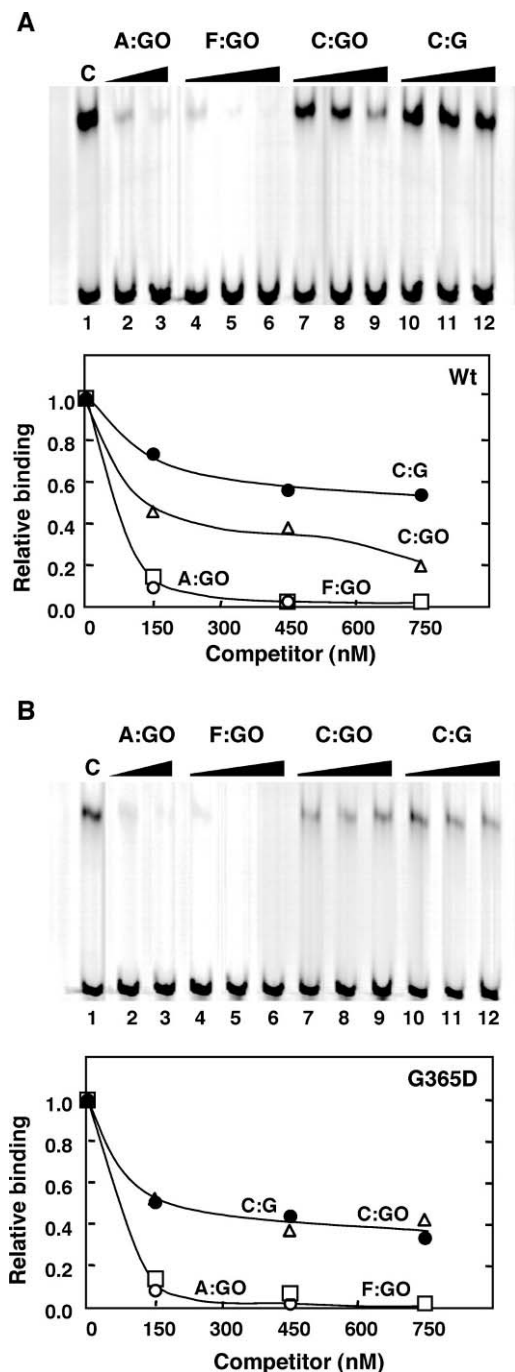 A
A:GO F:GO C:GO C:G
C
1 2 3 4 5 6 7 8 9 10 11 12
Wt
1.0
0.8
0.6
0.4
0.2
0.0
Relative binding
C:G
C:GO
A:GO
F:GO
0 150 300 450 600 750
Competitor (nM)
B
A:GO F:GO C:GO C:G
C
1 2 3 4 5 6 7 8 9 10 11 12
G365D
1.0
0.8
0.6
0.4
0.2
0.0
Relative binding
C:G
C:GO
A:GO
F:GO
0 150 300 450 600 750
Competitor (nM)